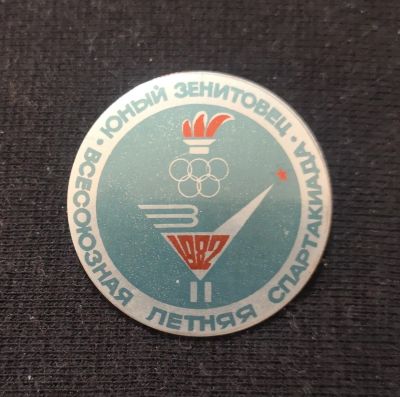 ЮНЫЙ ЗЕНИТОВЕЦ
ВСЕСОЮЗНАЯ ЛЕТНЯЯ СПАРТАКИАДА
З
1982
II